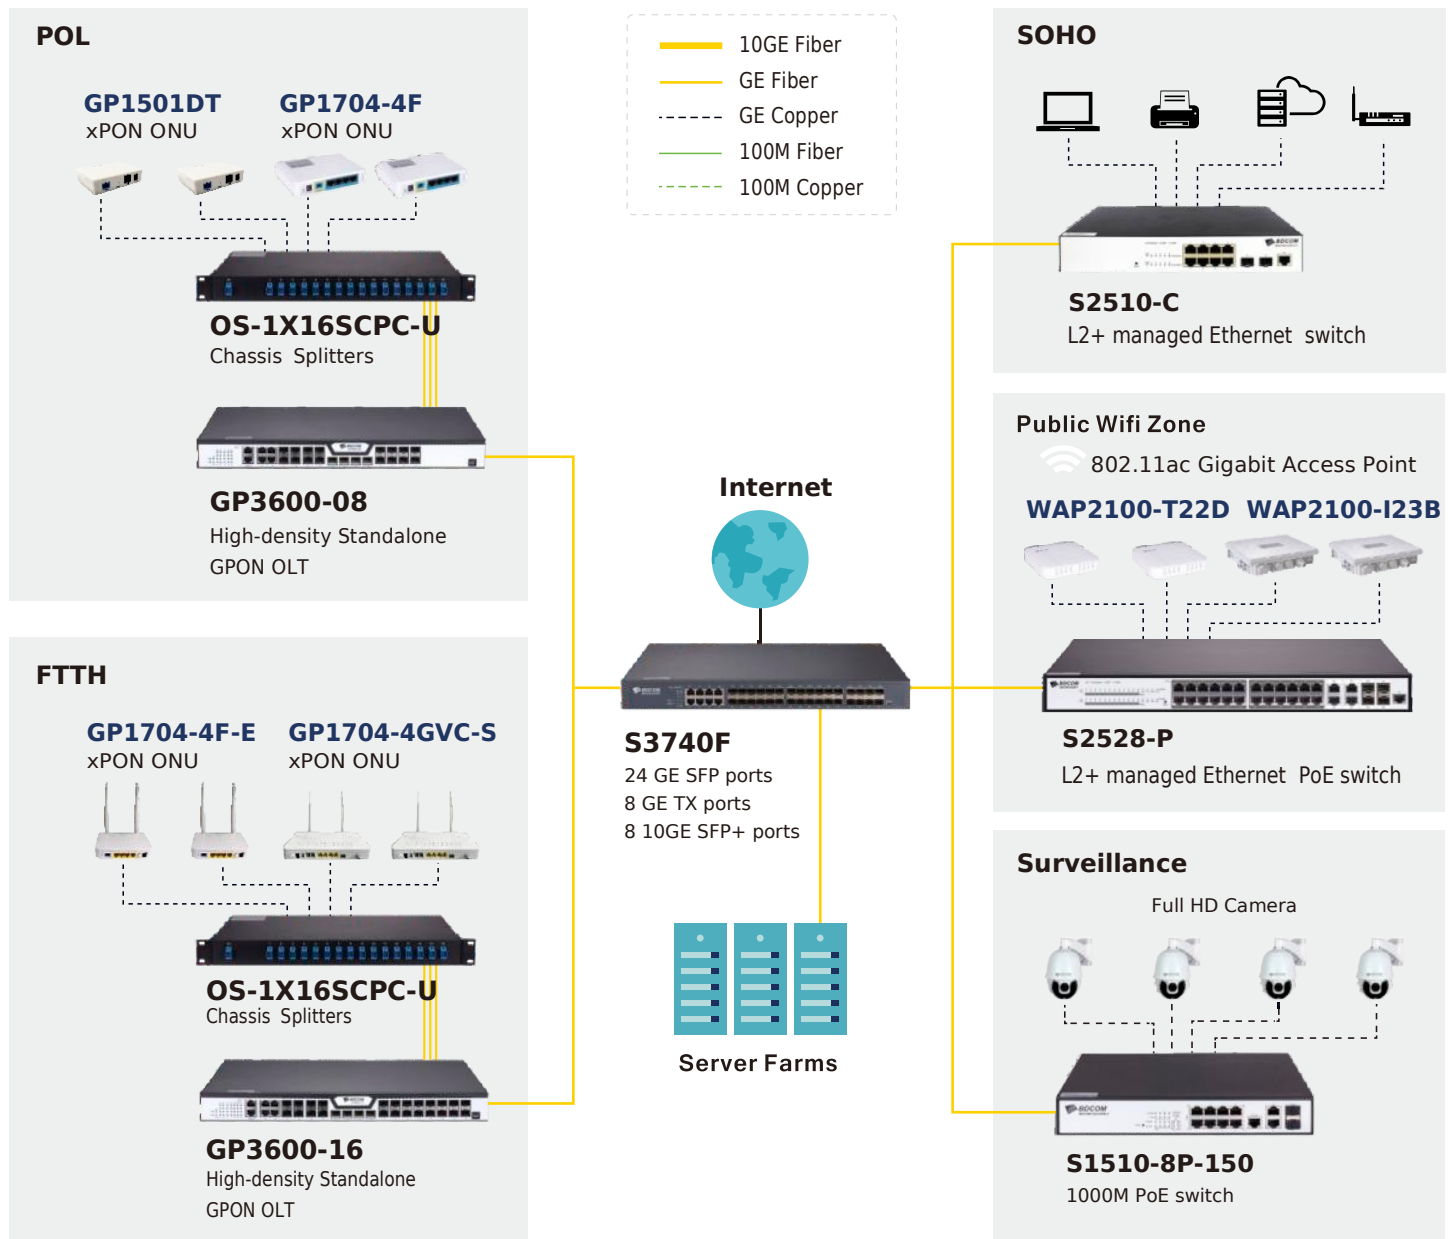 POL
GP1501DT
xPON ONU
GP1704-4F
xPON ONU
OS-1X16SCPC-U
Chassis Splitters
GP3600-08
High-density Standalone
GPON OLT
FTTH
GP1704-4F-E
xPON ONU
GP1704-4GVC-S
xPON ONU
OS-1X16SCPC-U
Chassis Splitters
GP3600-16
High-density Standalone
GPON OLT
10GE Fiber
GE Fiber
GE Copper
100M Fiber
100M Copper
Internet
BDCOM
S3740F
24 GE SFP ports
8 GE TX ports
8 10GE SFP+ ports
Server Farms
SOHO
BDCOM
S2510-C
L2+ managed Ethernet switch
Public Wifi Zone
802.11ac Gigabit Access Point
WAP2100-T22D WAP2100-I23B
BDCOM
S2528-P
L2+ managed Ethernet PoE switch
Surveillance
Full HD Camera
BDCOM
S1510-8P-150
1000M PoE switch